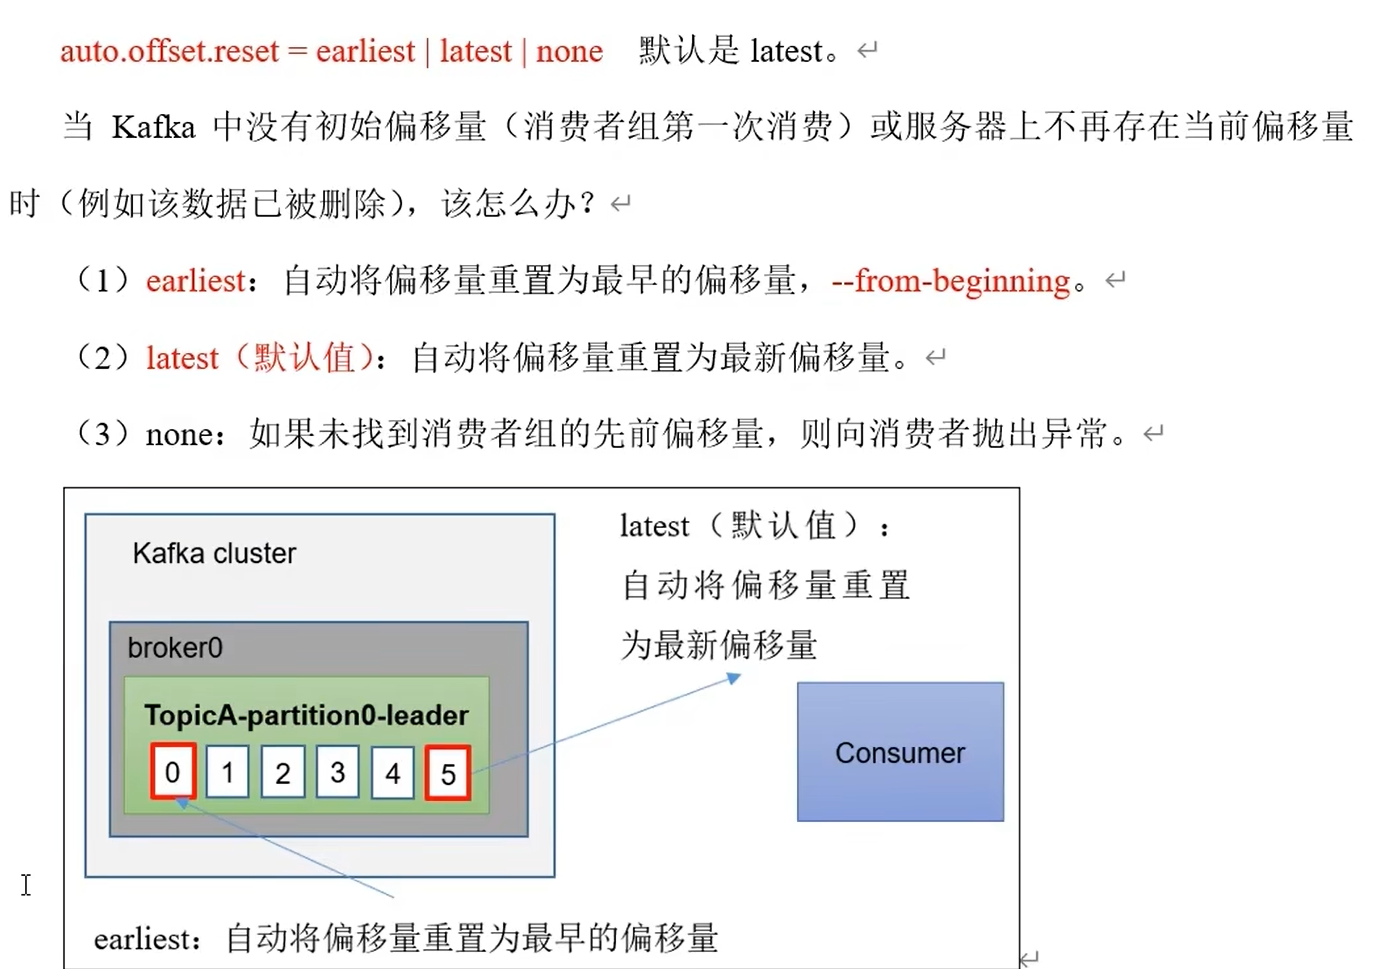 auto.offset.reset = earliest | latest | none 默认是 latest。
当 Kafka 中没有初始偏移量（消费者组第一次消费）或服务器上不再存在当前偏移量
时（例如该数据已被删除），该怎么办？
（1）earliest：自动将偏移量重置为最早的偏移量，--from-beginning。
（2）latest（默认值）：自动将偏移量重置为最新偏移量。
（3）none：如果未找到消费者组的先前偏移量，则向消费者抛出异常。
latest（默认值）：
自动将偏移量重置
为最新偏移量
Kafka cluster
broker0
TopicA-partition0-leader
0 1 2 3 4 5
Consumer
earliest：自动将偏移量重置为最早的偏移量